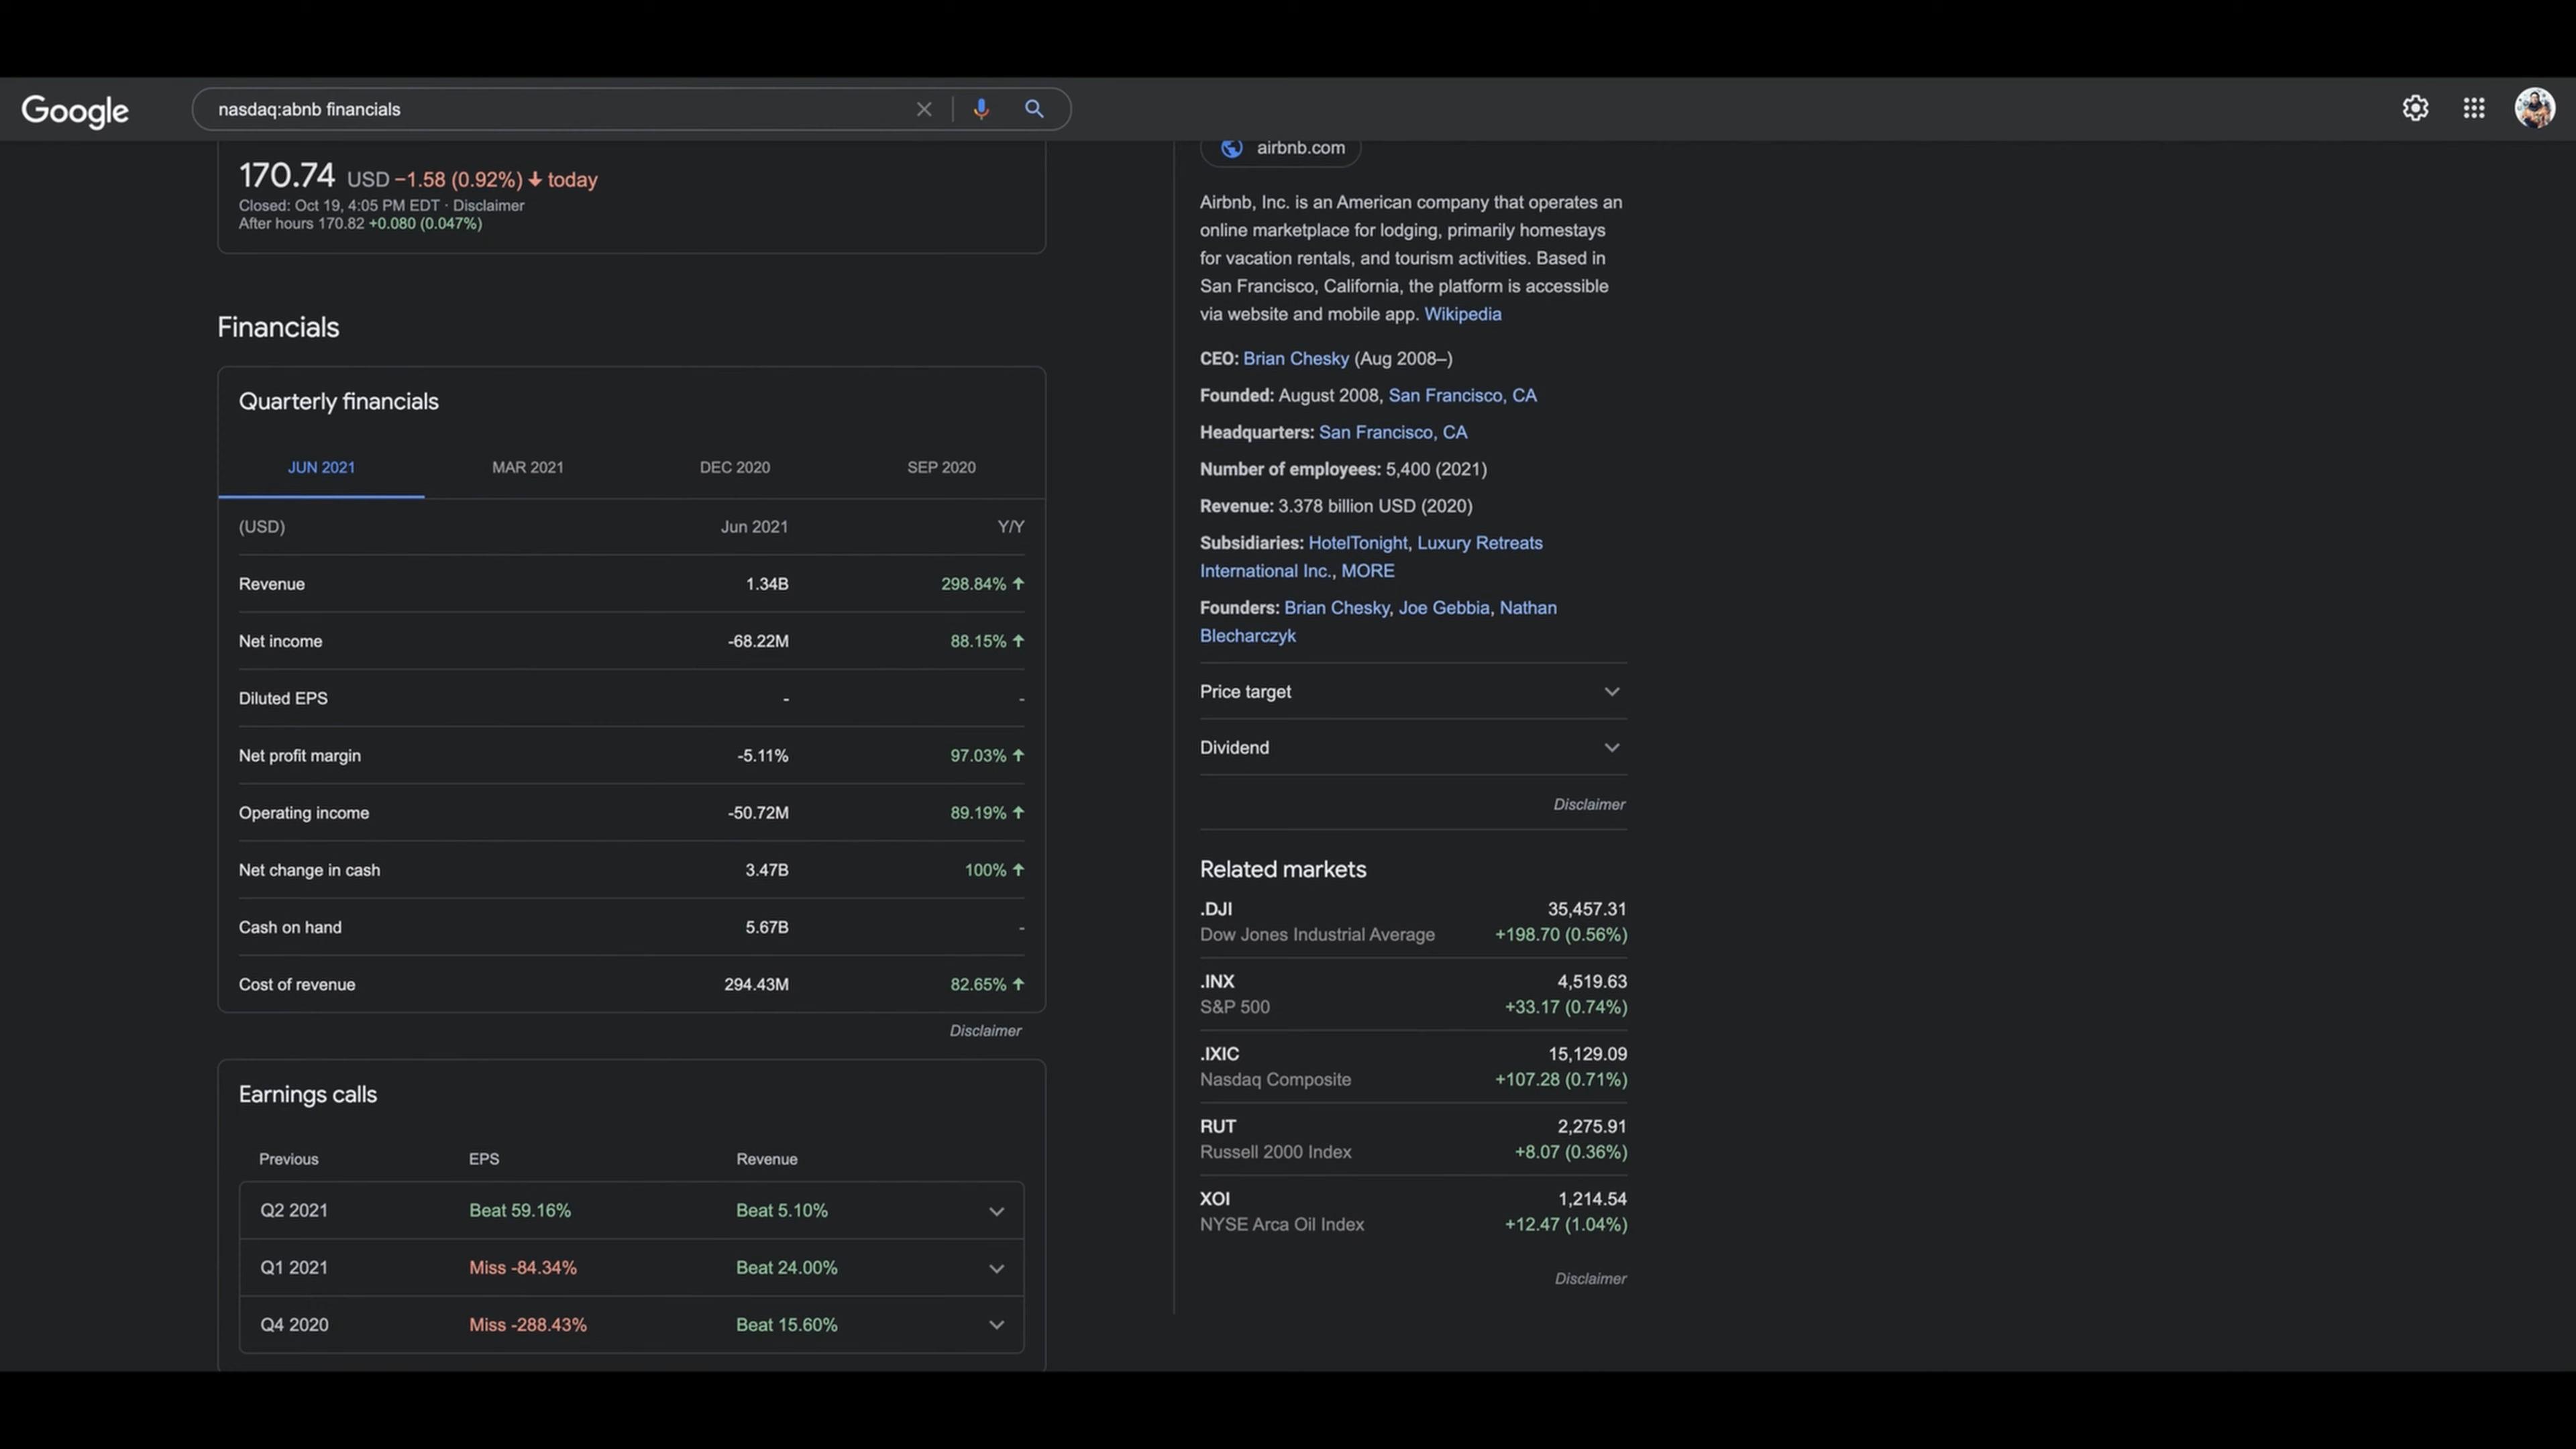 Google
nasdaq:abnb financials
170.74 USD −1.58 (0.92%) today
Closed: Oct 19, 4:05 PM EDT · Disclaimer
After hours 170.82 +0.080 (0.047%)
Financials
Quarterly financials
JUN 2021 MAR 2021 DEC 2020 SEP 2020
(USD) Jun 2021 Y/Y
Revenue 1.34B 298.84%
Net income -68.22M 88.15%
Diluted EPS - -
Net profit margin -5.11% 97.03%
Operating income -50.72M 89.19%
Net change in cash 3.47B 100%
Cash on hand 5.67B -
Cost of revenue 294.43M 82.65%
Disclaimer
Earnings calls
Previous EPS Revenue
Q2 2021 Beat 59.16% Beat 5.10%
Q1 2021 Miss -84.34% Beat 24.00%
Q4 2020 Miss -288.43% Beat 15.60%
airbnb.com
Airbnb, Inc. is an American company that operates an
online marketplace for lodging, primarily homestays
for vacation rentals, and tourism activities. Based in
San Francisco, California, the platform is accessible
via website and mobile app. Wikipedia
CEO: Brian Chesky (Aug 2008–)
Founded: August 2008, San Francisco, CA
Headquarters: San Francisco, CA
Number of employees: 5,400 (2021)
Revenue: 3.378 billion USD (2020)
Subsidiaries: HotelTonight, Luxury Retreats
International Inc., MORE
Founders: Brian Chesky, Joe Gebbia, Nathan
Blecharczyk
Price target
Dividend
Disclaimer
Related markets
.DJI 35,457.31
Dow Jones Industrial Average +198.70 (0.56%)
.INX 4,519.63
S&P 500 +33.17 (0.74%)
.IXIC 15,129.09
Nasdaq Composite +107.28 (0.71%)
RUT 2,275.91
Russell 2000 Index +8.07 (0.36%)
XOI 1,214.54
NYSE Arca Oil Index +12.47 (1.04%)
Disclaimer